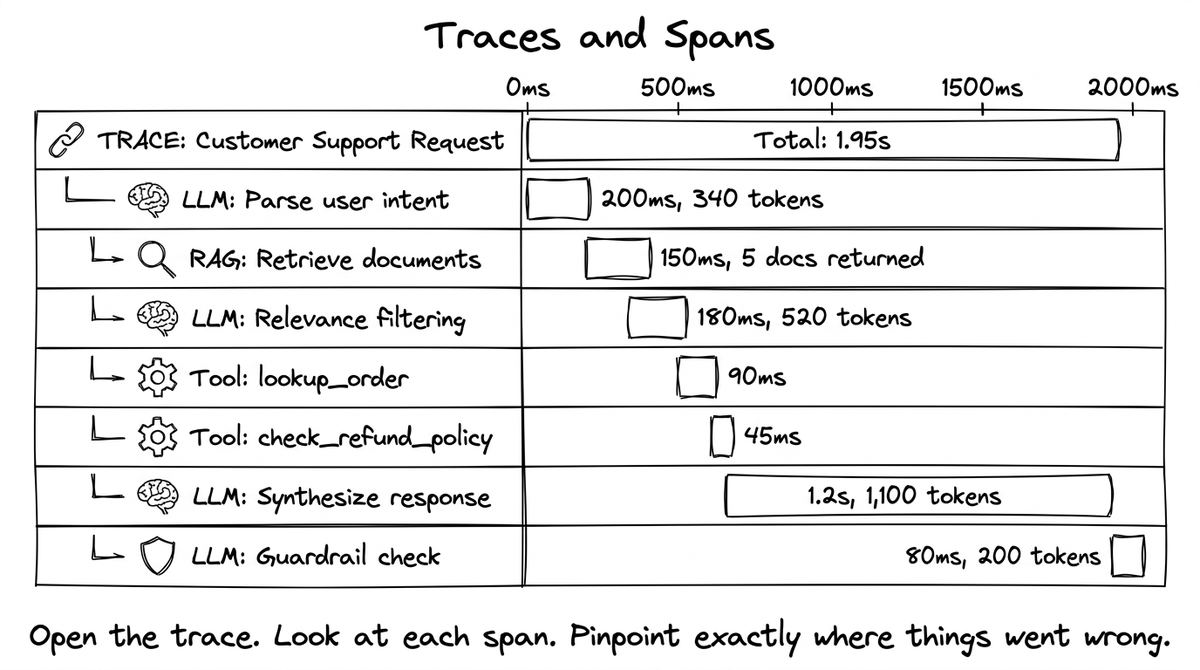 Traces and Spans
0ms 500ms 1000ms 1500ms 2000ms
TRACE: Customer Support Request Total: 1.95s
LLM: Parse user intent 200ms, 340 tokens
RAG: Retrieve documents 150ms, 5 docs returned
LLM: Relevance filtering 180ms, 520 tokens
Tool: lookup_order 90ms
Tool: check_refund_policy 45ms
LLM: Synthesize response 1.2s, 1,100 tokens
LLM: Guardrail check 80ms, 200 tokens
Open the trace. Look at each span. Pinpoint exactly where things went wrong.